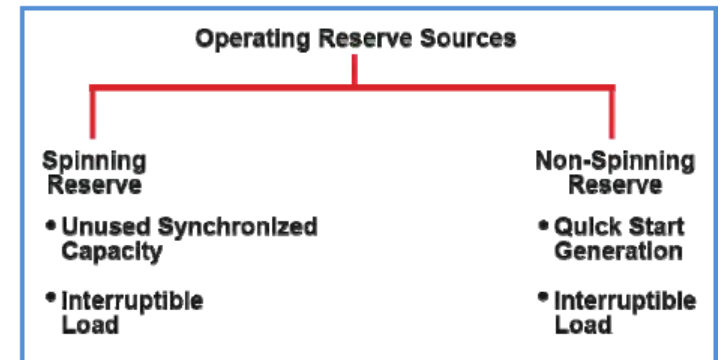 Operating Reserve Sources
Spinning
Reserve
• Unused Synchronized
Capacity
• Interruptible
Load
Non-Spinning
Reserve
• Quick Start
Generation
• Interruptible
Load